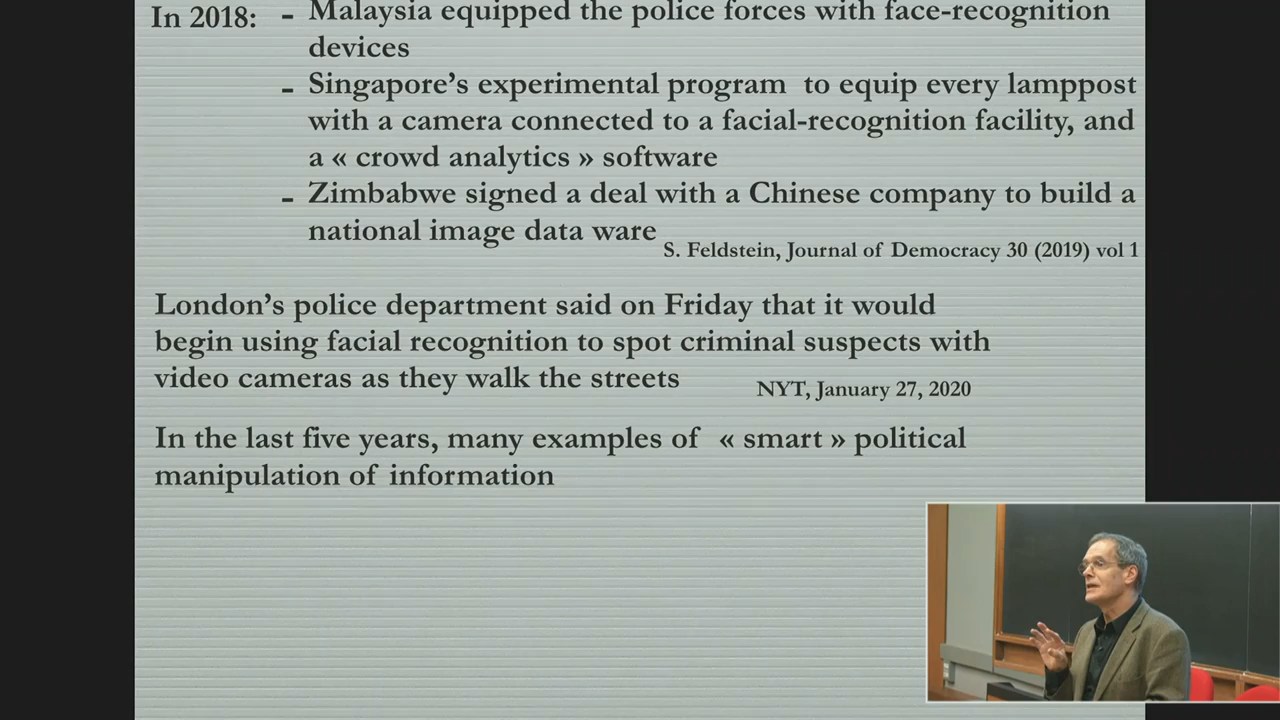 In 2018: - Malaysia equipped the police forces with face-recognition
devices
- Singapore's experimental program to equip every lamppost
with a camera connected to a facial-recognition facility, and
a « crowd analytics » software
- Zimbabwe signed a deal with a Chinese company to build a
national image data ware
S. Feldstein, Journal of Democracy 30 (2019) vol 1
London's police department said on Friday that it would
begin using facial recognition to spot criminal suspects with
video cameras as they walk the streets
NYT, January 27, 2020
In the last five years, many examples of « smart » political
manipulation of information